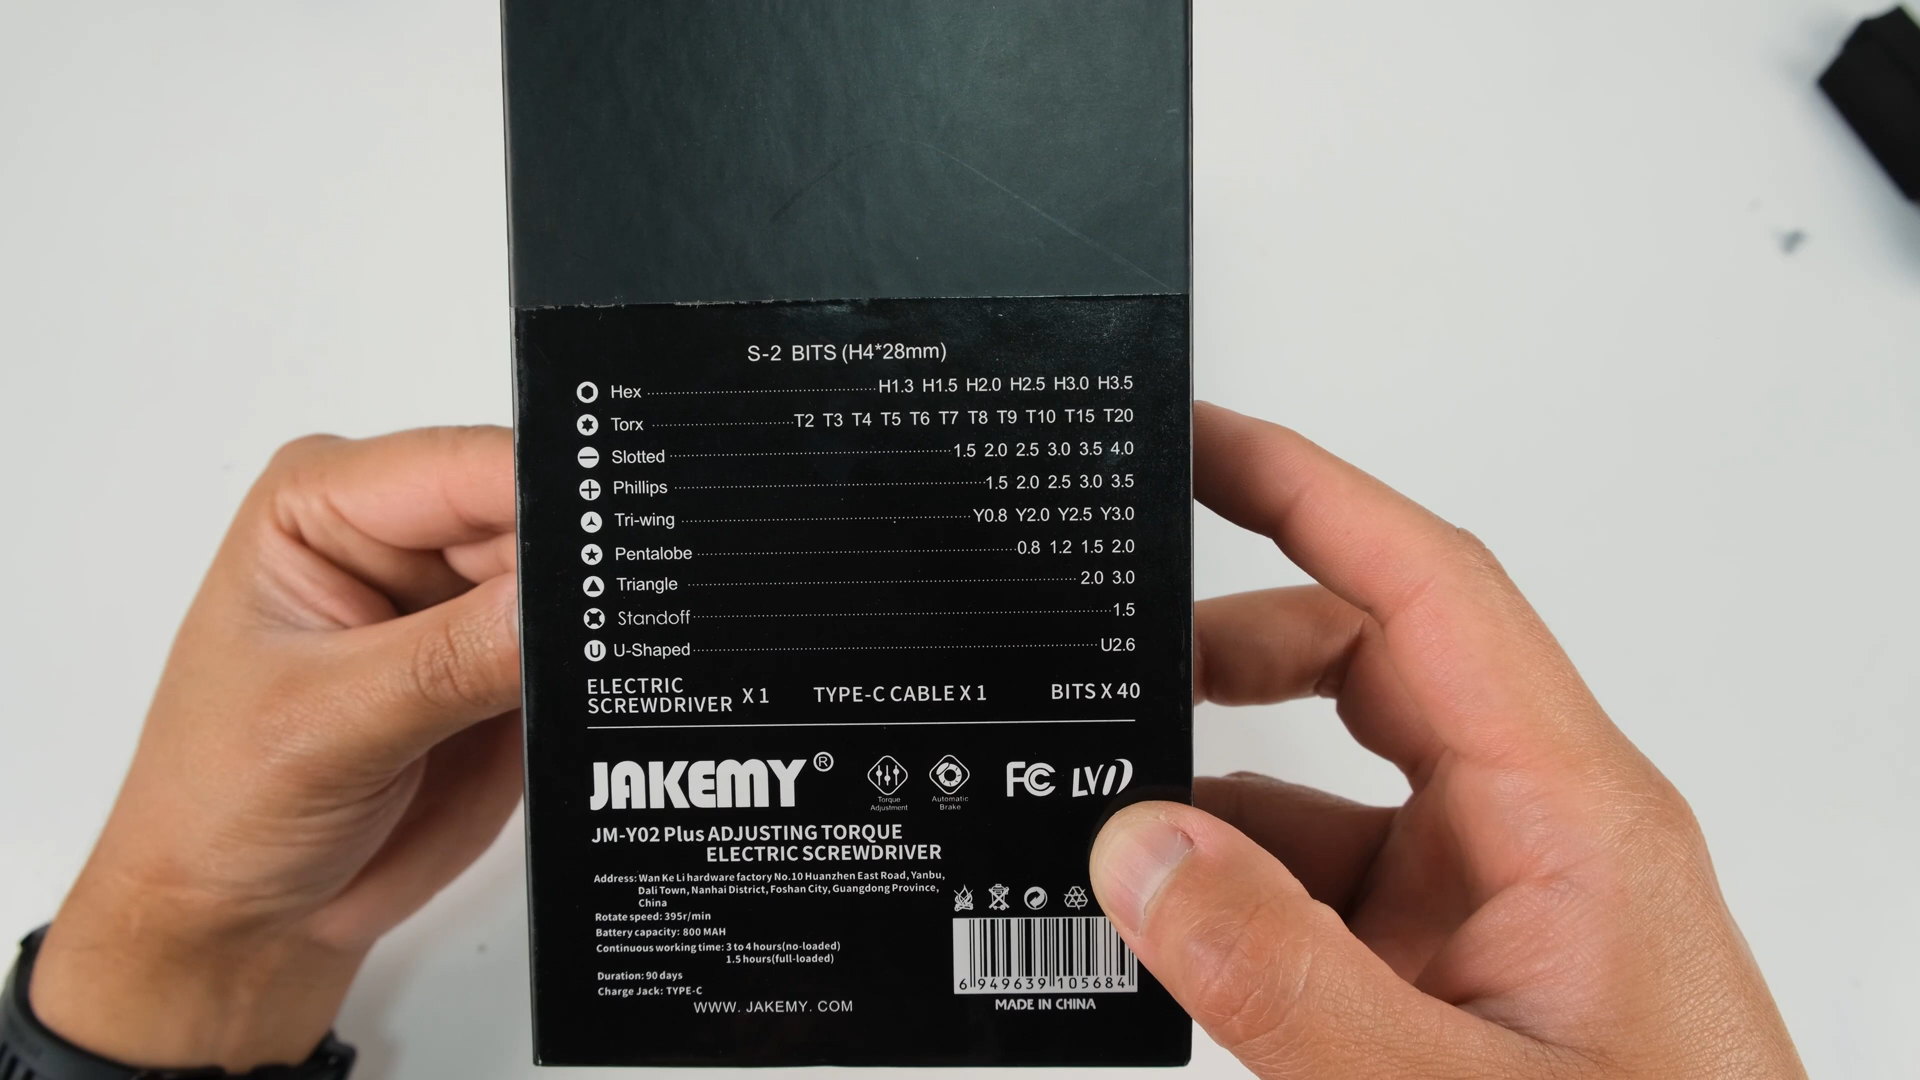 S-2 BITS (H4*28mm)
Hex H1.3 H1.5 H2.0 H2.5 H3.0 H3.5
Torx T2 T3 T4 T5 T6 T7 T8 T9 T10 T15 T20
Slotted 1.5 2.0 2.5 3.0 3.5 4.0
Phillips 1.5 2.0 2.5 3.0 3.5
Tri-wing Y0.8 Y2.0 Y2.5 Y3.0
Pentalobe 0.8 1.2 1.5 2.0
Triangle 2.0 3.0
Standoff 1.5
U U-Shaped U2.6
ELECTRIC SCREWDRIVER X 1 TYPE-C CABLE X 1 BITS X 40
JAKEMY®
Torque Adjustment
Automatic Brake
FC LVD
JM-Y02 Plus ADJUSTING TORQUE
ELECTRIC SCREWDRIVER
Address: Wan Ke Li hardware factory No.10 Huanzhen East Road, Yanbu,
Dali Town, Nanhai District, Foshan City, Guangdong Province,
China
Rotate speed: 395r/min
Battery capacity: 800 MAH
Continuous working time: 3 to 4 hours(no-loaded)
1.5 hours(full-loaded)
Duration: 90 days
Charge Jack: TYPE-C
WWW. JAKEMY. COM
6 949639 105684
MADE IN CHINA